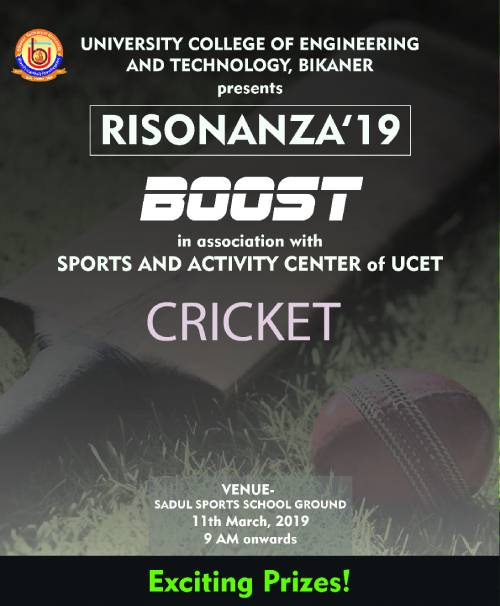 UNIVERSITY COLLEGE OF ENGINEERING
AND TECHNOLOGY, BIKANER
presents
RISONANZA'19
BOOST
in association with
SPORTS AND ACTIVITY CENTER of UCET
CRICKET
VENUE-
SADUL SPORTS SCHOOL GROUND
11th March, 2019
9 AM onwards
Exciting Prizes!